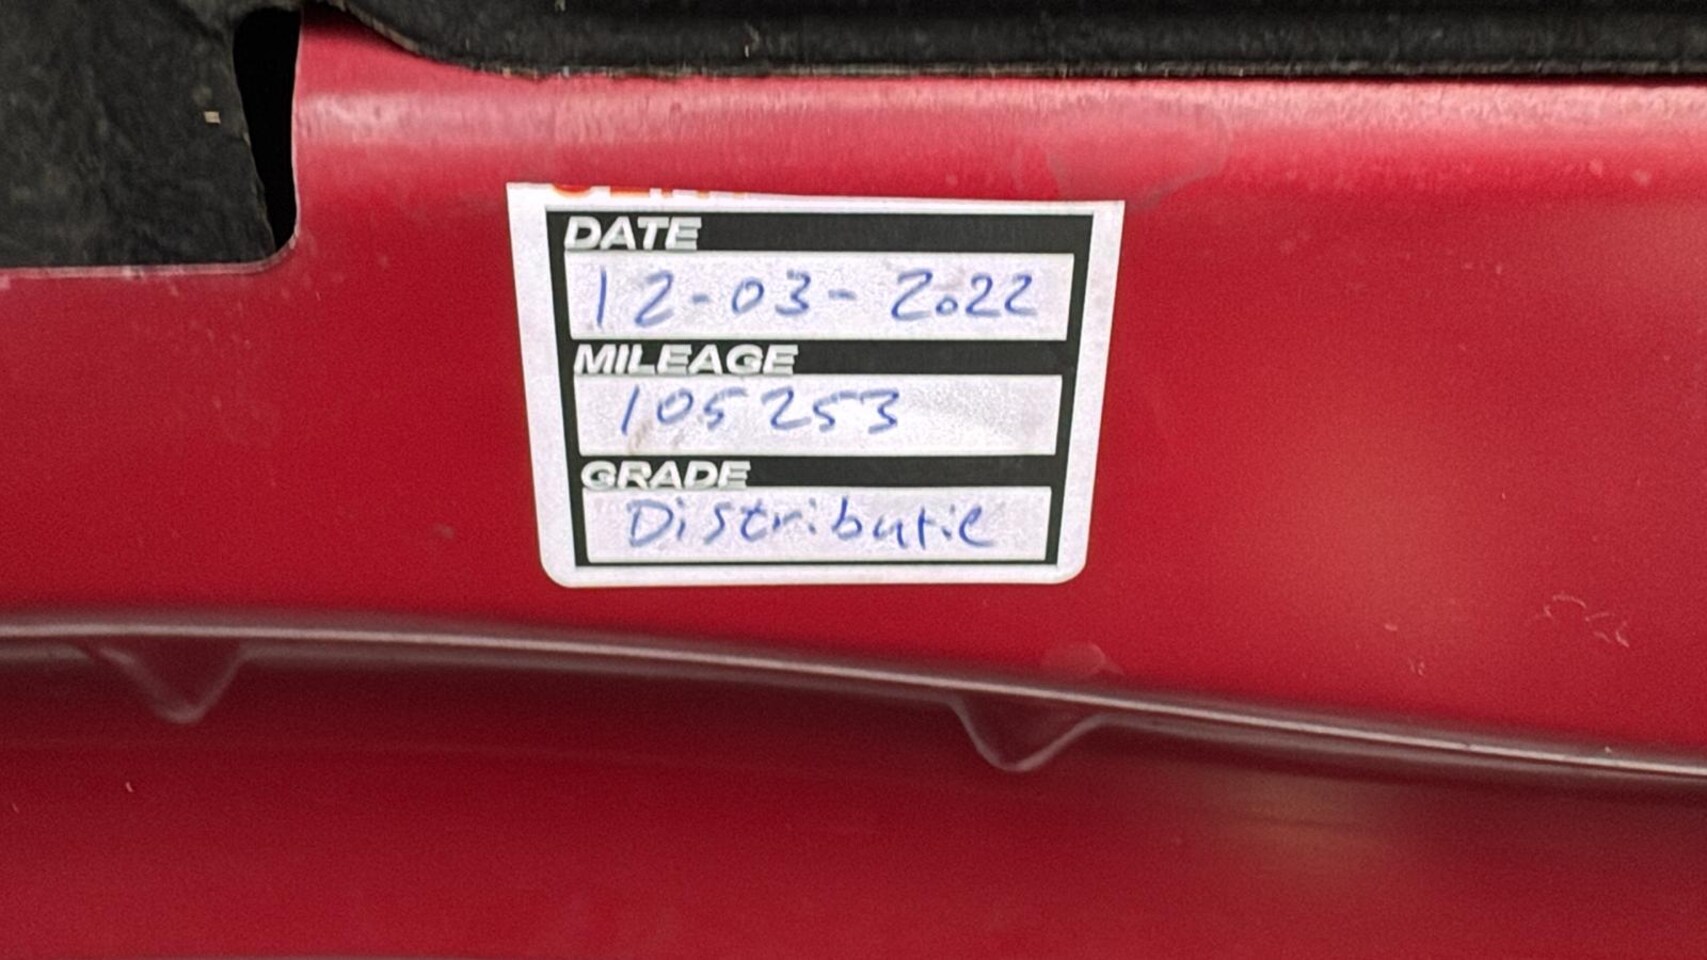 DATE
12-03-2022
MILEAGE
105253
GRADE
Distributie